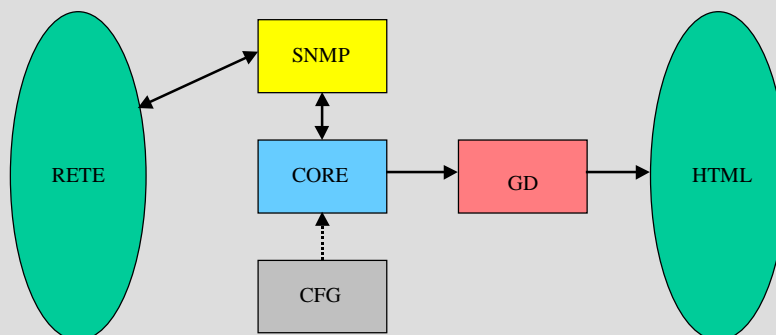 SNMP
RETE
CORE
GD
HTML
CFG